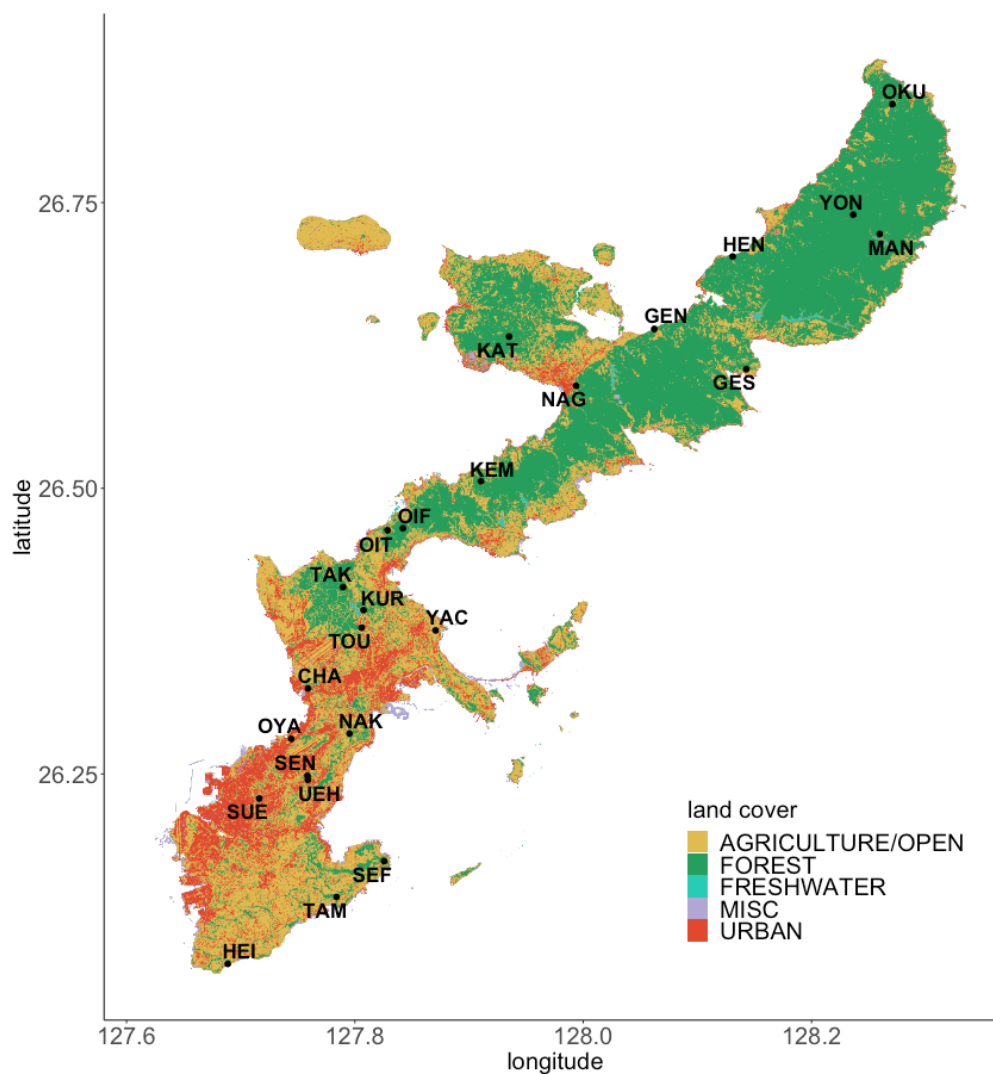 OKU
26.75
YON
HEN
MAN
GEN
KAT
GES
NAG
KEM
26.50
OIF
OIT
TAK
KUR
YAC
TOU
CHA
OYA
NAK
SEN
26.25
UEH
SUE
SEF
TAM
HEI
latitude
land cover
AGRICULTURE/OPEN
FOREST
FRESHWATER
MISC
URBAN
127.6 127.8 128.0 128.2
longitude